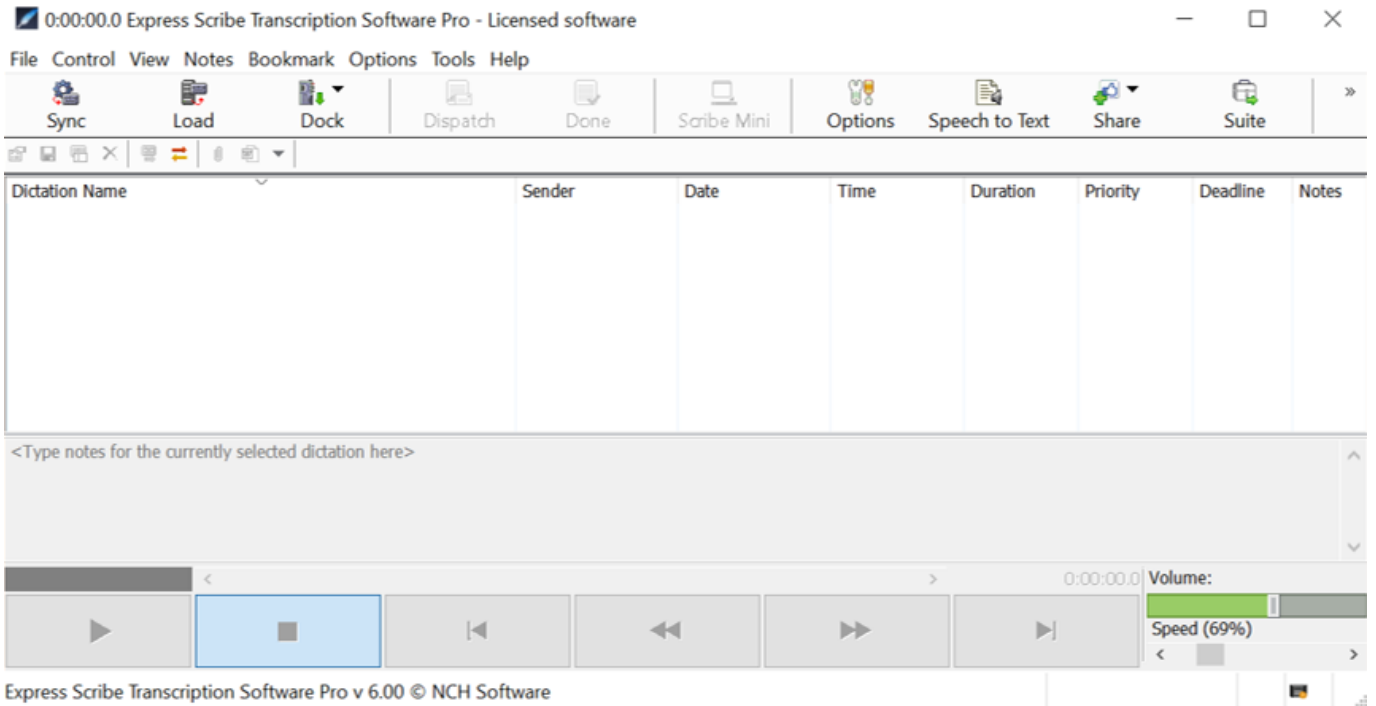 0:00:00.0 Express Scribe Transcription Software Pro - Licensed software
File Control View Notes Bookmark Options Tools Help
Sync Load Dock Dispatch Done Scribe Mini Options Speech to Text Share Suite »
Dictation Name Sender Date Time Duration Priority Deadline Notes
<Type notes for the currently selected dictation here>
0:00:00.0 Volume:
Speed (69%)
Express Scribe Transcription Software Pro v 6.00 © NCH Software